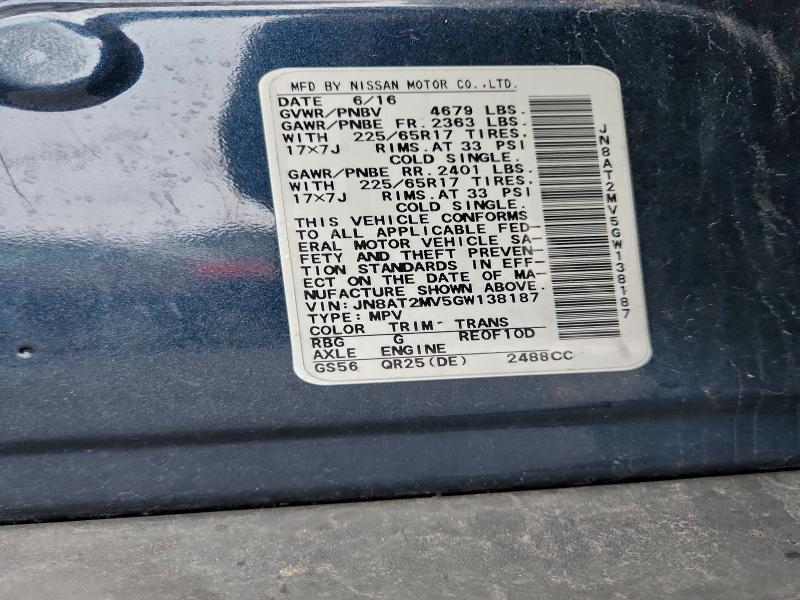 MFD BY NISSAN MOTOR CO.,LTD.
DATE 6/16
GVWR/PNBV 4679 LBS.
GAWR/PNBE FR. 2363 LBS.
WITH 225/65R17 TIRES.
17×7J RIMS.AT 33 PSI
COLD SINGLE.
GAWR/PNBE RR. 2401 LBS.
WITH 225/65R17 TIRES.
17×7J RIMS.AT 33 PSI
COLD SINGLE.
THIS VEHICLE CONFORMS
TO ALL APPLICABLE FED-
ERAL MOTOR VEHICLE SA-
FETY AND THEFT PREVEN-
TION STANDARDS IN EFF-
ECT ON THE DATE OF MA-
NUFACTURE SHOWN ABOVE.
VIN: JN8AT2MV5GW138187
TYPE: MPV
COLOR TRIM- TRANS
RBG G RE0F10D
AXLE ENGINE
GS56 QR25(DE) 2488CC
JN8AT2MV5GW138187